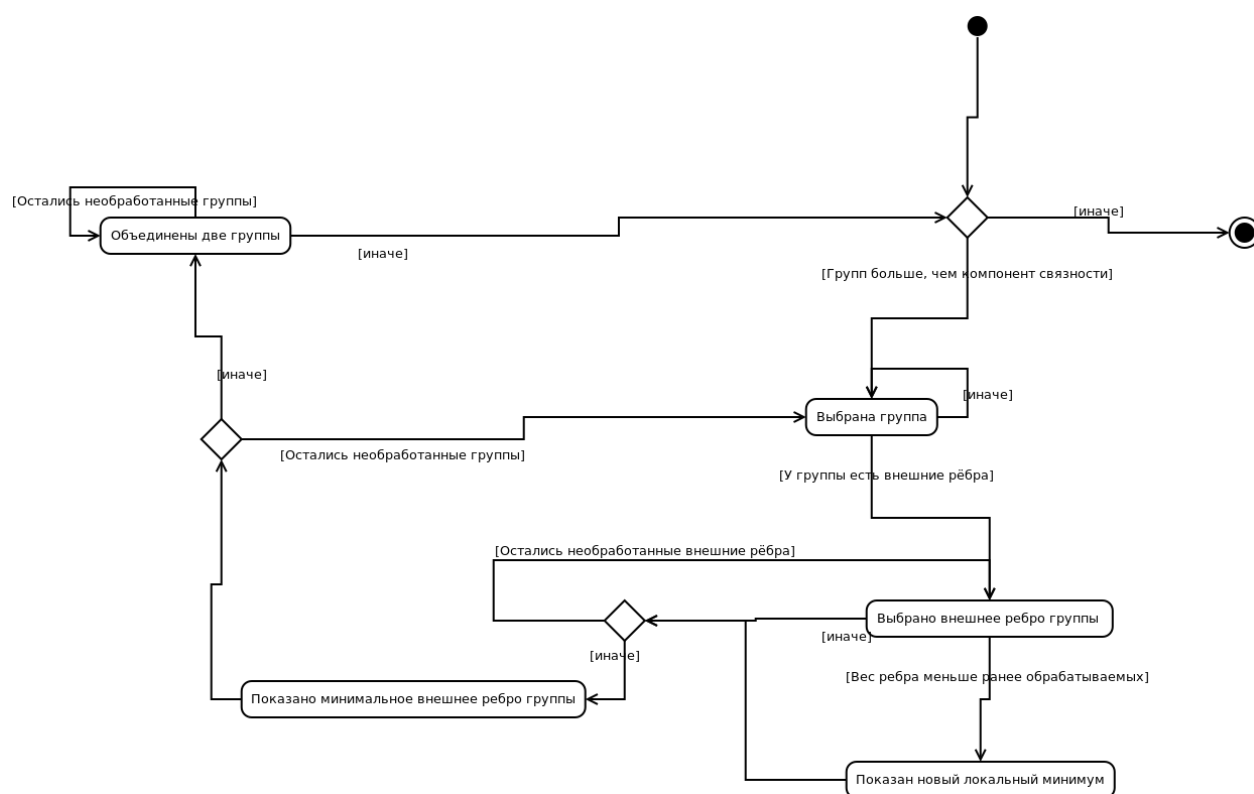 [Остались необработанные группы]
[иначе]
Объединены две группы
[иначе]
[Групп больше, чем компонент связности]
[иначе]
[иначе]
Выбрана группа
[Остались необработанные группы]
[У группы есть внешние рёбра]
[Остались необработанные внешние рёбра]
Выбрано внешнее ребро группы
[иначе]
[иначе]
[Вес ребра меньше ранее обрабатываемых]
Показано минимальное внешнее ребро группы
Показан новый локальный минимум